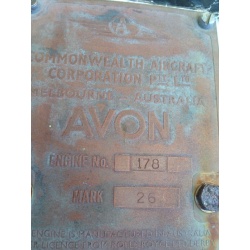 COMMONWEALTH AIRCRAFT
CORPORATION PTY. LTD.
MELBOURNE AUSTRALIA
AVON
ENGINE No. 178
MARK 26